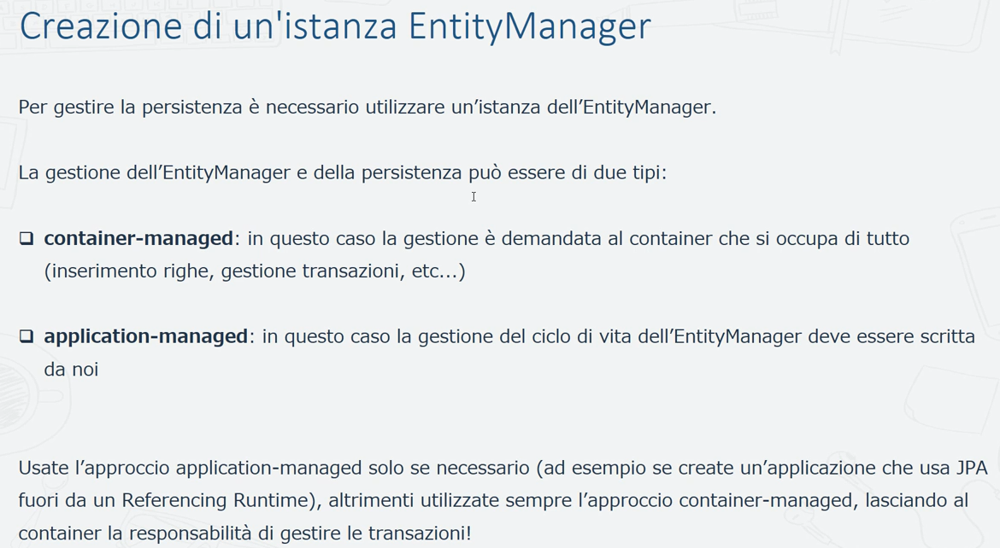 Creazione di un'istanza EntityManager
Per gestire la persistenza è necessario utilizzare un’istanza dell’EntityManager.
La gestione dell’EntityManager e della persistenza può essere di due tipi:
❑ container-managed: in questo caso la gestione è demandata al container che si occupa di tutto
(inserimento righe, gestione transazioni, etc...)
❑ application-managed: in questo caso la gestione del ciclo di vita dell’EntityManager deve essere scritta
da noi
Usate l’approccio application-managed solo se necessario (ad esempio se create un’applicazione che usa JPA
fuori da un Referencing Runtime), altrimenti utilizzate sempre l’approccio container-managed, lasciando al
container la responsabilità di gestire le transazioni!